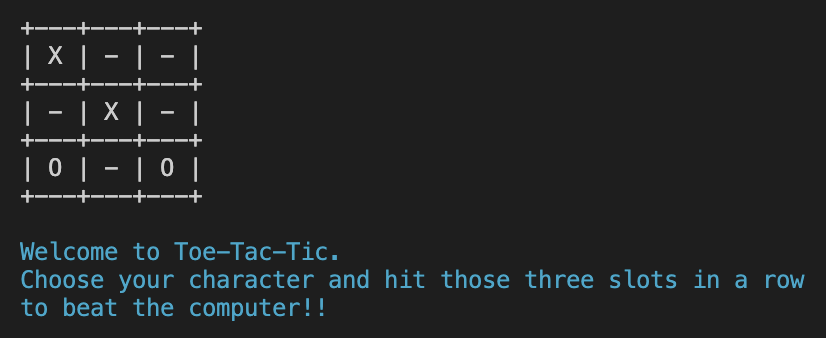 +---+---+---+
| X | - | - |
+---+---+---+
| - | X | - |
+---+---+---+
| O | - | O |
+---+---+---+
Welcome to Toe-Tac-Tic.
Choose your character and hit those three slots in a row
to beat the computer!!